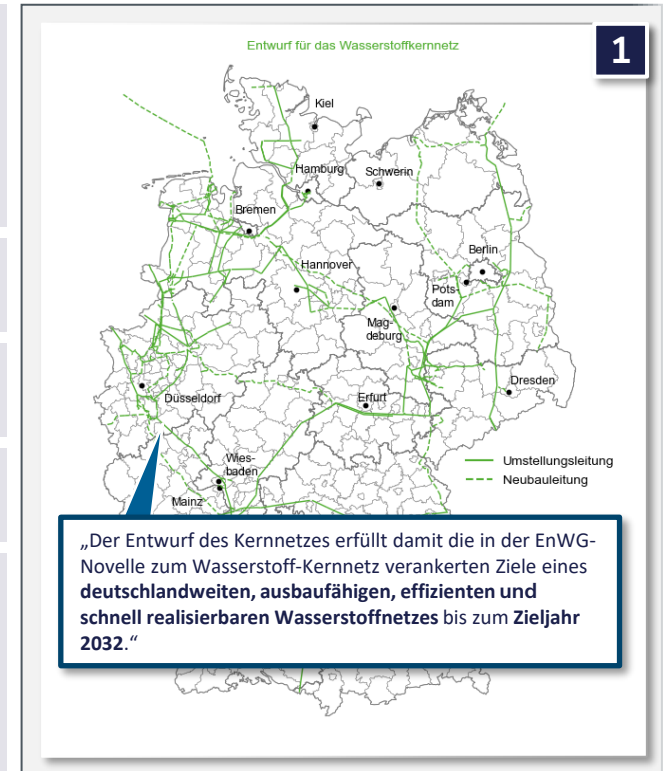 Entwurf für das Wasserstoffkernnetz
1
Kiel
Hamburg
Schwerin
Bremen
Hannover
Berlin
Pots-
dam
Mag-
deburg
Düsseldorf
Erfurt
Dresden
Wies-
baden
Mainz
Umstellungsleitung
Neubauleitung
„Der Entwurf des Kernnetzes erfüllt damit die in der EnWG-
Novelle zum Wasserstoff-Kernnetz verankerten Ziele eines
deutschlandweiten, ausbaufähigen, effizienten und
schnell realisierbaren Wasserstoffnetzes bis zum Zieljahr
2032.“